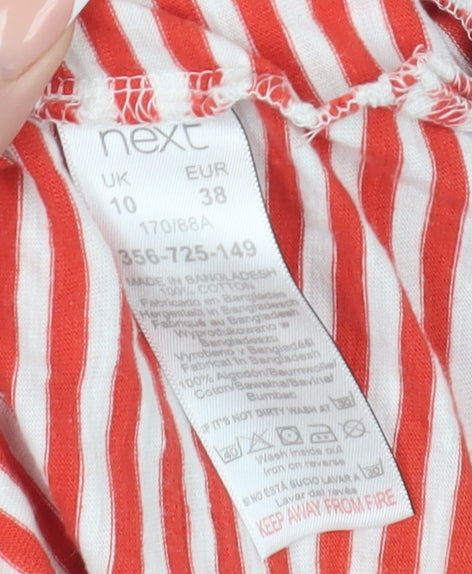 next
UK EUR
10 38
170/88A
356-725-149
MADE IN BANGLADESH
100% COTTON
Fabricado en Bangladesh
Hergestellt in Bangladesh
Fabriqué au Bangladesh
Wyprodukowano w
Bangladeszu
Vyrobeno v Bangladési
Fabricat în Bangladesh
100% Algodón/Baumwolle/
Coton/Bawełna/Bavlna/
Bumbac
IF IT'S NOT DIRTY WASH AT 30
40
Wash inside out
iron on reverse
SI NO ESTÁ SUCIO LAVAR A 30
Lavar del revés
KEEP AWAY FROM FIRE